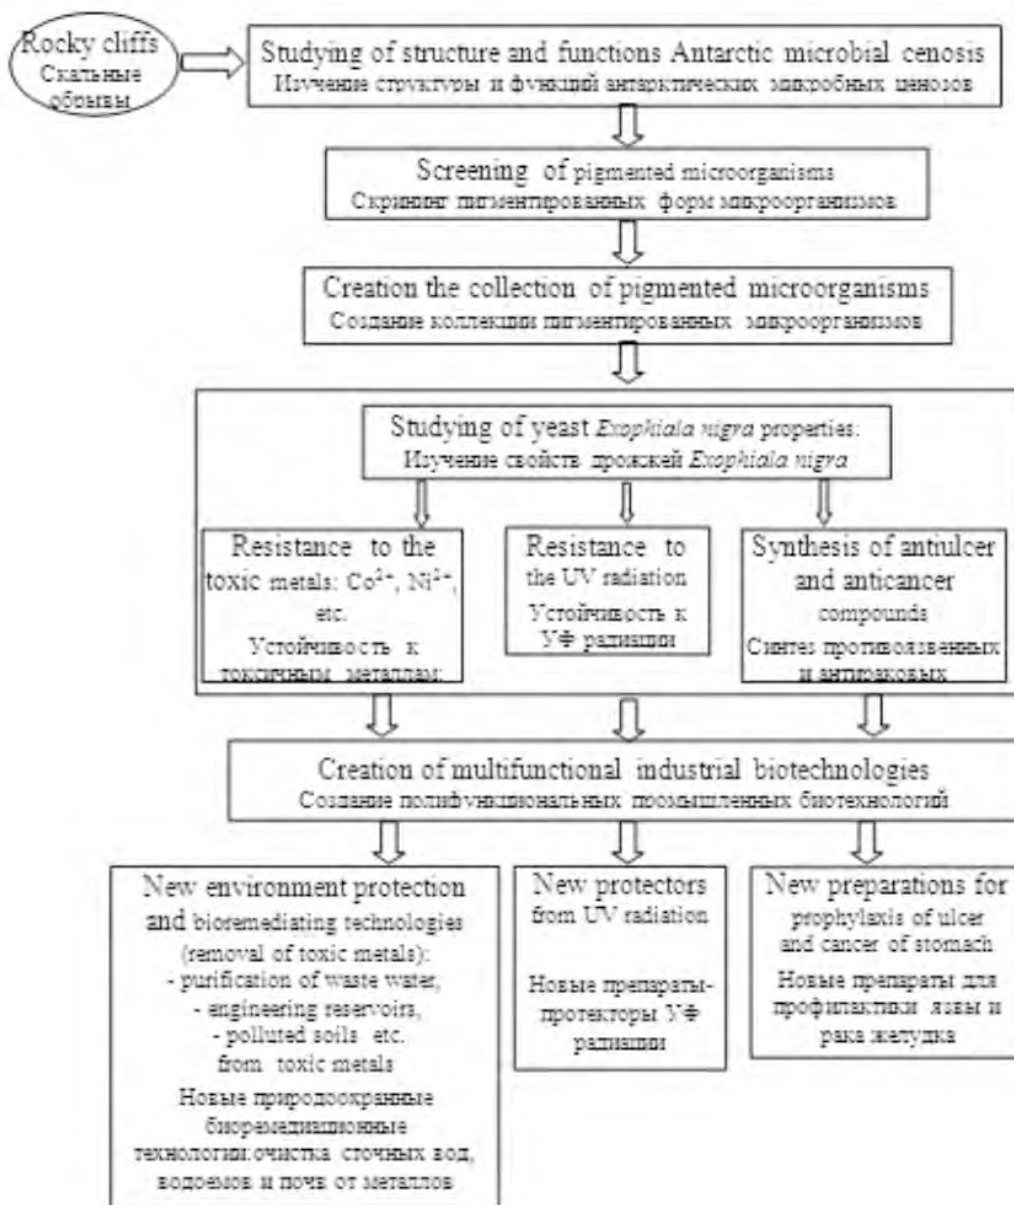 Rocky cliffs
Скальные
обрывы
Studying of structure and functions Antarctic microbial cenosis
Изучение структуры и функций антарктических микробных ценозов
Screening of pigmented microorganisms
Скрининг пигментированных форм микроорганизмов
Creation the collection of pigmented microorganisms
Создание коллекции пигментированных микроорганизмов
Studying of yeast Exophiala nigra properties:
Изучение свойств дрожжей Exophiala nigra
Resistance to the
toxic metals: Co²⁺, Ni²⁺,
etc.
Устойчивость к
токсичным металлам:
Resistance to
the UV radiation
Устойчивость к
УФ радиации
Synthesis of antiulcer
and anticancer
compounds
Синтез противоязвенных
и антираковых
Creation of multifunctional industrial biotechnologies
Создание полифункциональных промышленных биотехнологий
New environment protection
and bioremediating technologies
(removal of toxic metals):
- purification of waste water,
- engineering reservoirs,
- polluted soils etc.
from toxic metals
Новые природоохранные
биоремедиационные
технологии:очистка сточных вод,
водоемов и почв от металлов
New protectors
from UV radiation
Новые препараты-
протекторы УФ
радиации
New preparations for
prophylaxis of ulcer
and cancer of stomach
Новые препараты для
профилактики язвы и
рака желудка